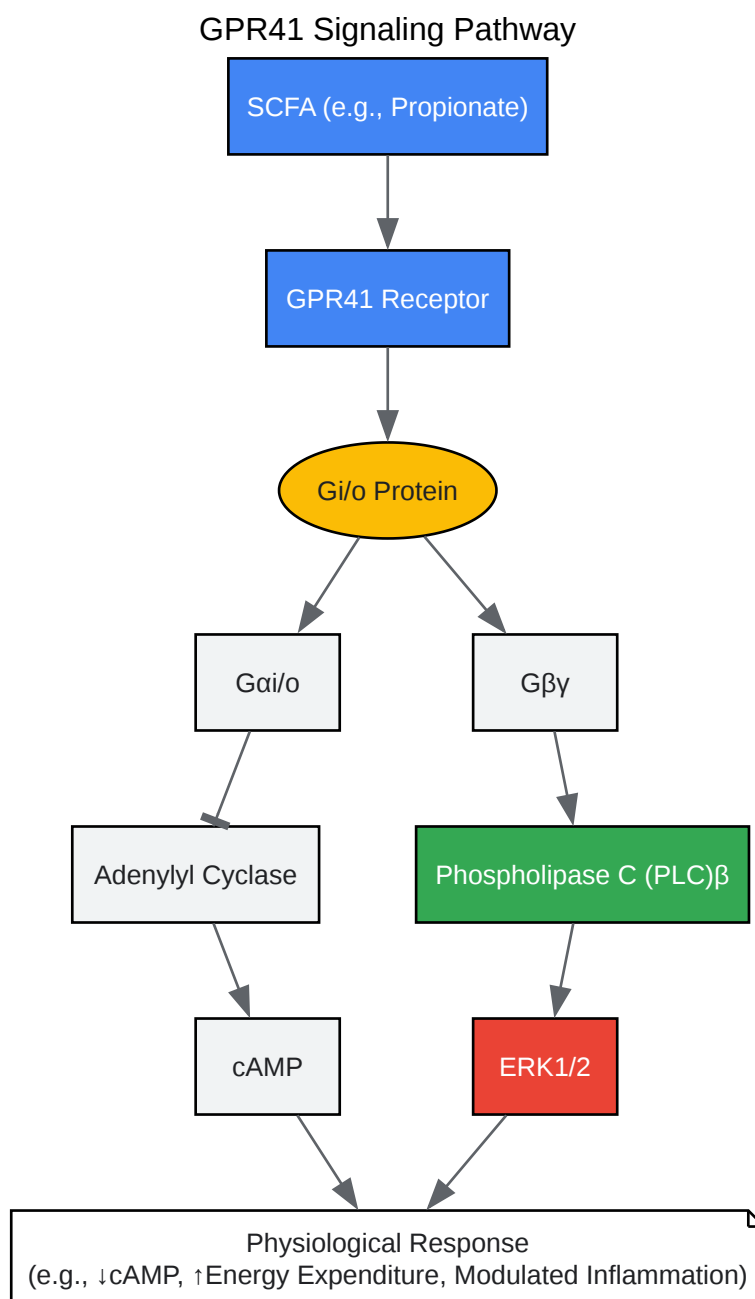 GPR41 Signaling Pathway
SCFA (e.g., Propionate)
GPR41 Receptor
Gi/o Protein
Gαi/o
Gβγ
Adenylyl Cyclase
Phospholipase C (PLC)β
cAMP
ERK1/2
Physiological Response
(e.g., ↓cAMP, ↑Energy Expenditure, Modulated Inflammation)